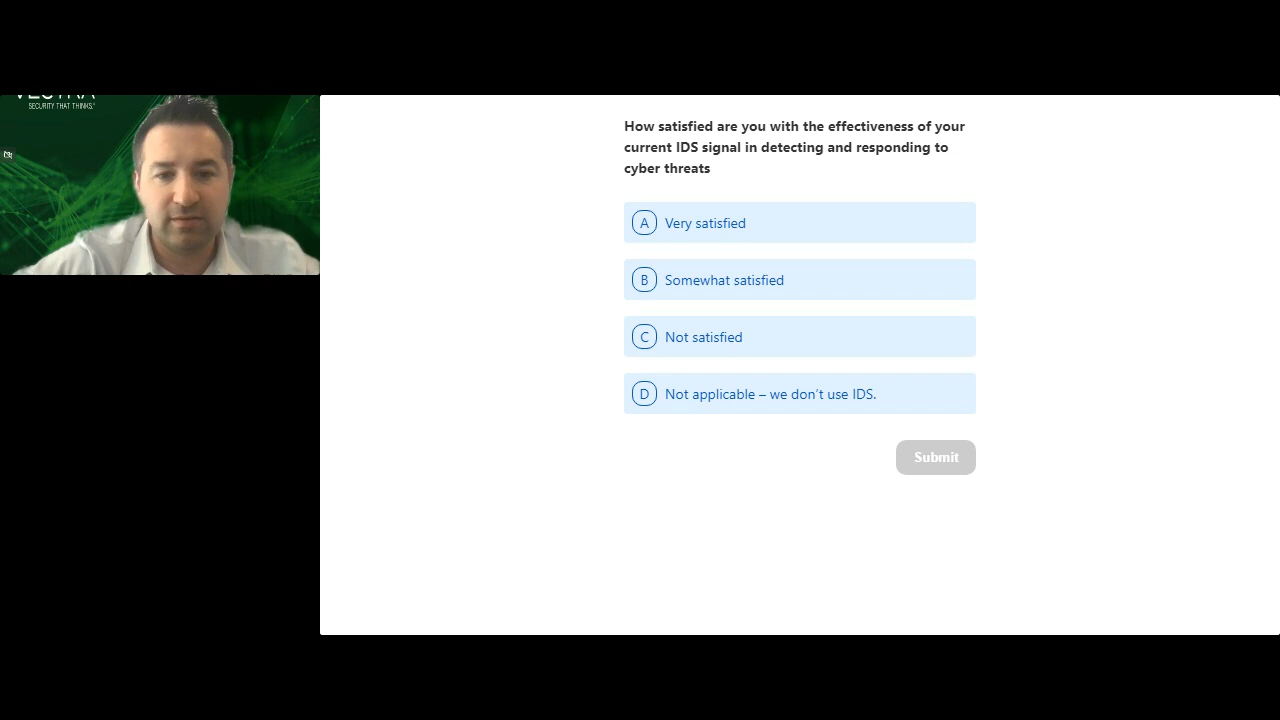 VECTRA
SECURITY THAT THINKS.®
How satisfied are you with the effectiveness of your
current IDS signal in detecting and responding to
cyber threats
A Very satisfied
B Somewhat satisfied
C Not satisfied
D Not applicable – we don’t use IDS.
Submit